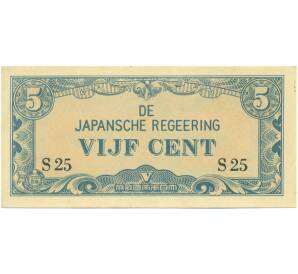 5 5
DE
JAPANSCHE REGEERING
VIJF CENT
S 25 S 25
V